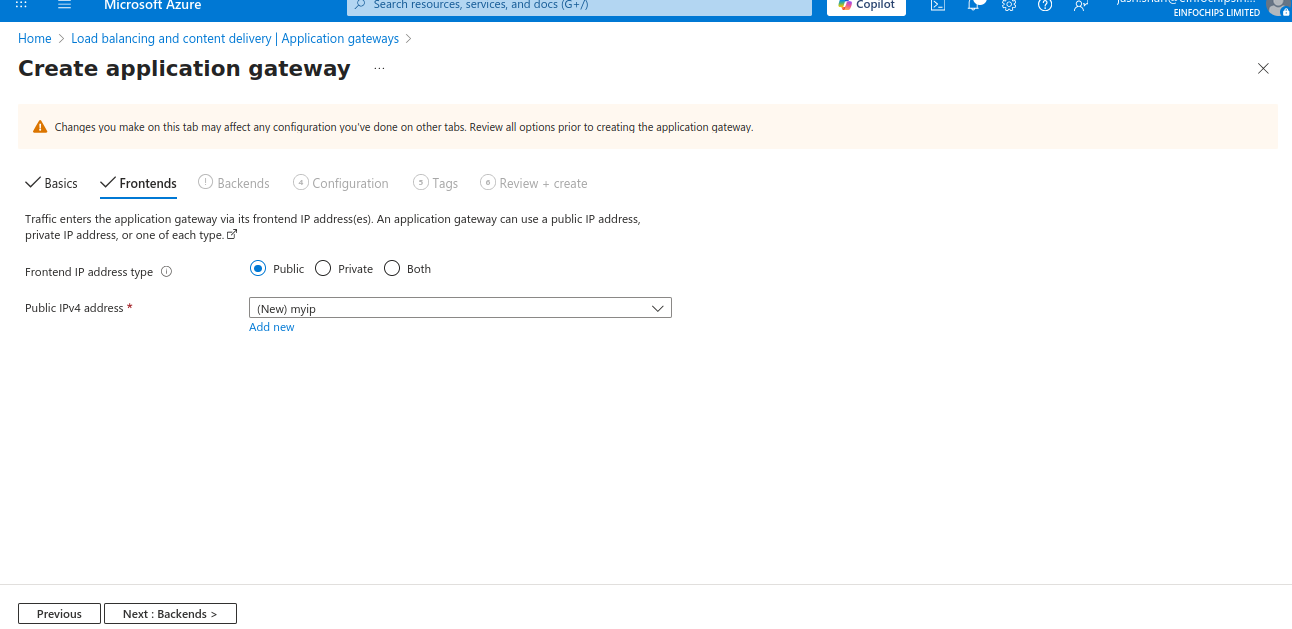 Microsoft Azure
Search resources, services, and docs (G+/)
Copilot
EINFOCHIPS LIMITED
Home > Load balancing and content delivery | Application gateways >
Create application gateway ...
Changes you make on this tab may affect any configuration you've done on other tabs. Review all options prior to creating the application gateway.
Basics Frontends ! Backends 4 Configuration 5 Tags 6 Review + create
Traffic enters the application gateway via its frontend IP address(es). An application gateway can use a public IP address,
private IP address, or one of each type.
Frontend IP address type Public Private Both
Public IPv4 address * (New) myip
Add new
Previous Next : Backends >